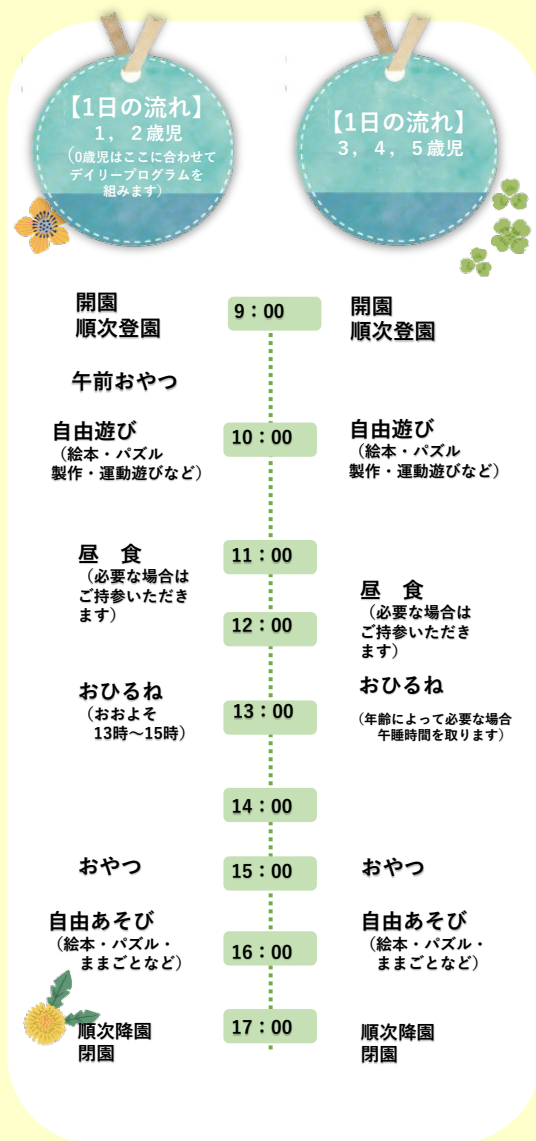 【1日の流れ】
１，２歳児
（0歳児はここに合わせて
デイリープログラムを
組みます）
【1日の流れ】
３，４，５歳児
開園
順次登園
9：00
開園
順次登園
午前おやつ
自由遊び
（絵本・パズル
製作・運動遊びなど）
10：00
自由遊び
（絵本・パズル
製作・運動遊びなど）
昼　食
（必要な場合は
ご持参いただき
ます）
11：00
12：00
昼　食
（必要な場合は
ご持参いただき
ます）
おひるね
（おおよそ
13時～15時）
13：00
おひるね
（年齢によって必要な場合
午睡時間を取ります）
14：00
おやつ
15：00
おやつ
自由あそび
（絵本・パズル・
ままごとなど）
16：00
自由あそび
（絵本・パズル・
ままごとなど）
順次降園
閉園
17：00
順次降園
閉園